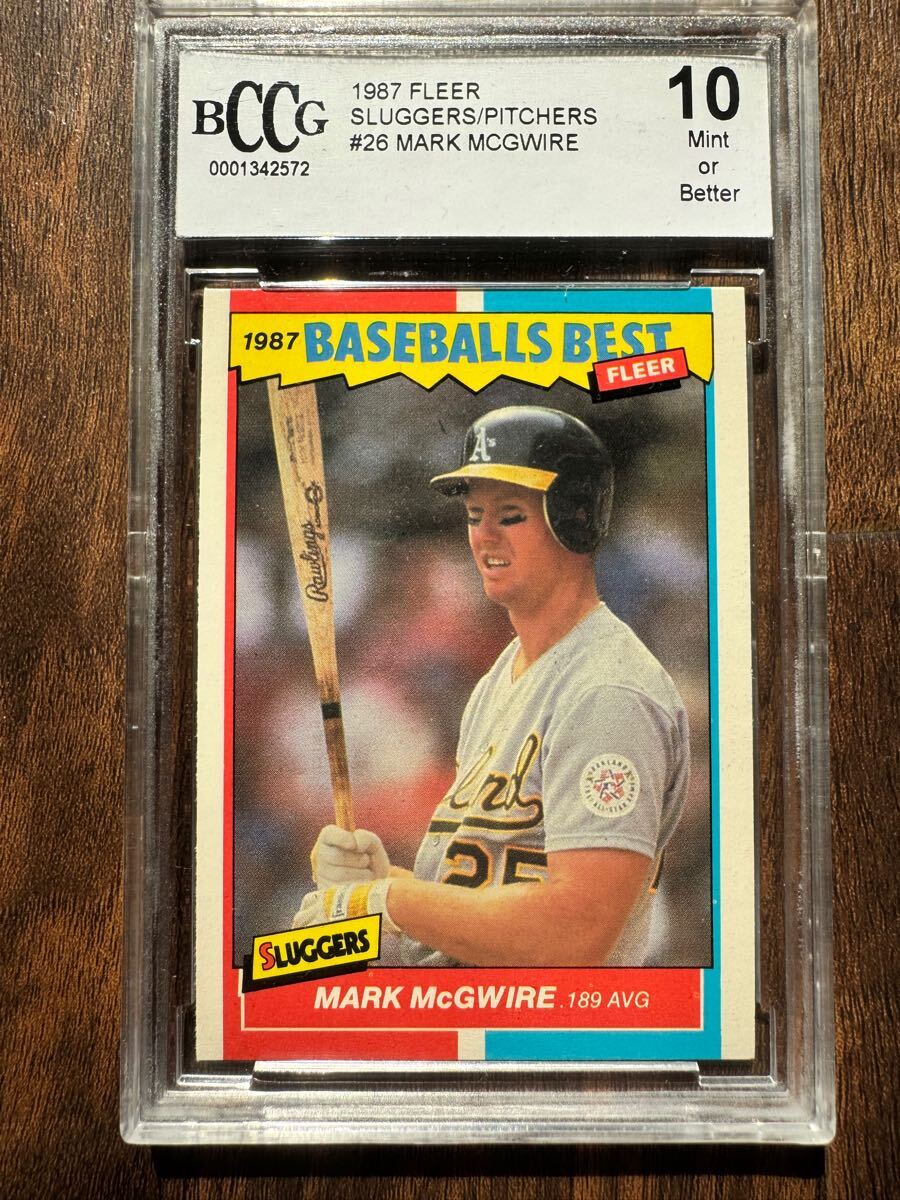 BCCG
0001342572
1987 FLEER
SLUGGERS/PITCHERS
#26 MARK MCGWIRE
10
Mint
or
Better
1987 BASEBALLS BEST
FLEER
A's
Rawlings
25
SLUGGERS
MARK McGWIRE .189 AVG